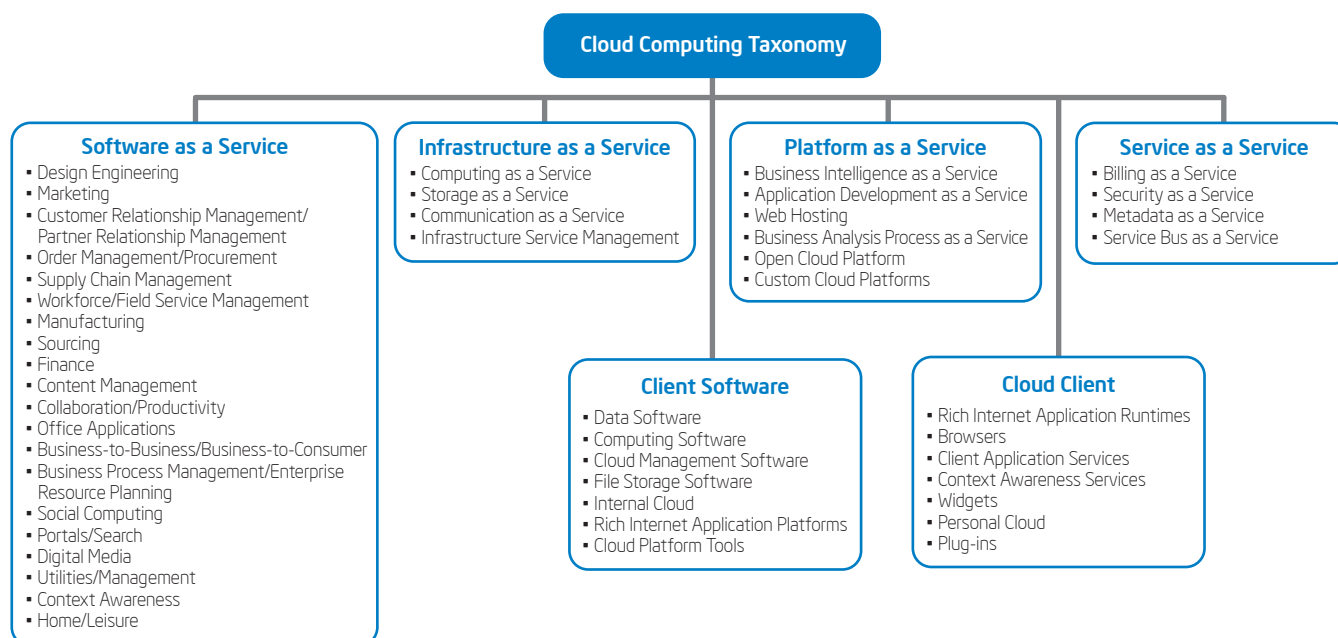 Cloud Computing Taxonomy
Software as a Service
▪ Design Engineering
▪ Marketing
▪ Customer Relationship Management/
Partner Relationship Management
▪ Order Management/Procurement
▪ Supply Chain Management
▪ Workforce/Field Service Management
▪ Manufacturing
▪ Sourcing
▪ Finance
▪ Content Management
▪ Collaboration/Productivity
▪ Office Applications
▪ Business-to-Business/Business-to-Consumer
▪ Business Process Management/Enterprise
Resource Planning
▪ Social Computing
▪ Portals/Search
▪ Digital Media
▪ Utilities/Management
▪ Context Awareness
▪ Home/Leisure
Infrastructure as a Service
▪ Computing as a Service
▪ Storage as a Service
▪ Communication as a Service
▪ Infrastructure Service Management
Platform as a Service
▪ Business Intelligence as a Service
▪ Application Development as a Service
▪ Web Hosting
▪ Business Analysis Process as a Service
▪ Open Cloud Platform
▪ Custom Cloud Platforms
Service as a Service
▪ Billing as a Service
▪ Security as a Service
▪ Metadata as a Service
▪ Service Bus as a Service
Client Software
▪ Data Software
▪ Computing Software
▪ Cloud Management Software
▪ File Storage Software
▪ Internal Cloud
▪ Rich Internet Application Platforms
▪ Cloud Platform Tools
Cloud Client
▪ Rich Internet Application Runtimes
▪ Browsers
▪ Client Application Services
▪ Context Awareness Services
▪ Widgets
▪ Personal Cloud
▪ Plug-ins